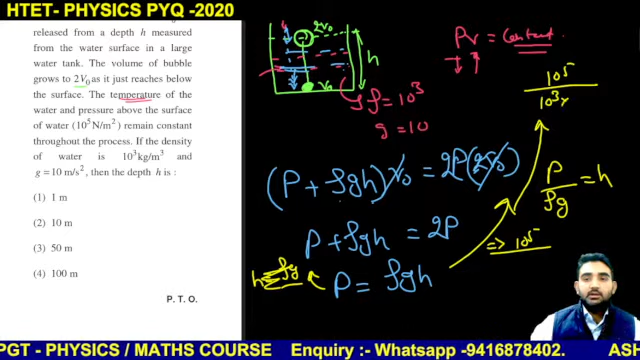 HTET- PHYSICS PYQ -2020
released from a depth h measured
from the water surface in a large
water tank. The volume of bubble
grows to 2V₀ as it just reaches below
the surface. The temperature of the
water and pressure above the surface
of water (10⁵ N/m²) remain constant
throughout the process. If the density
of water is 10³kg/m³ and
g = 10 m/s², then the depth h is :
(1) 1 m
(2) 10 m
(3) 50 m
(4) 100 m
P. T. O.
2V₀
h
V₀
PV = Constant
ρ = 10³
g = 10
10⁵
10³x
(P + ρgh) V₀ = 2P(2V₀)
P + ρgh = 2P
P = ρgh
h = ρg
P/ρg = h
⇒ 10⁵
PGT - PHYSICS / MATHS COURSE Enquiry :- Whatsapp -9416878402. ASH